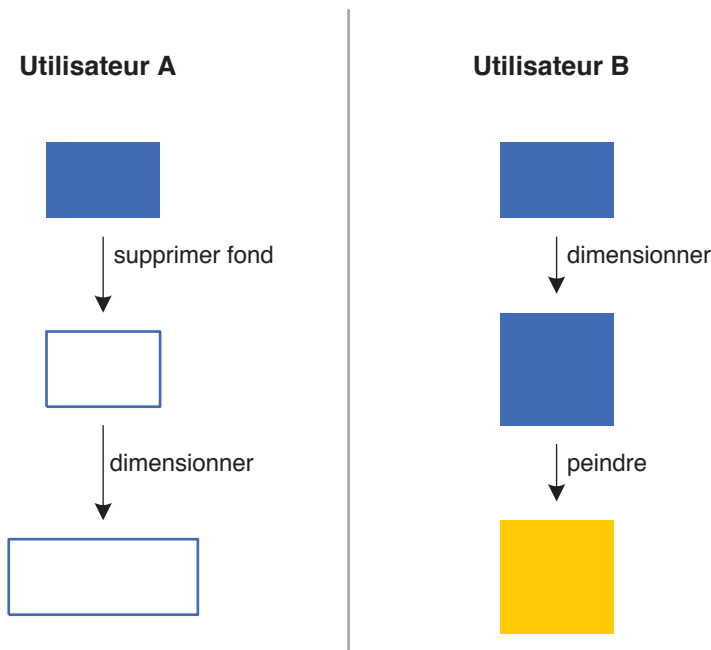 Utilisateur A
Utilisateur B
supprimer fond
dimensionner
dimensionner
peindre